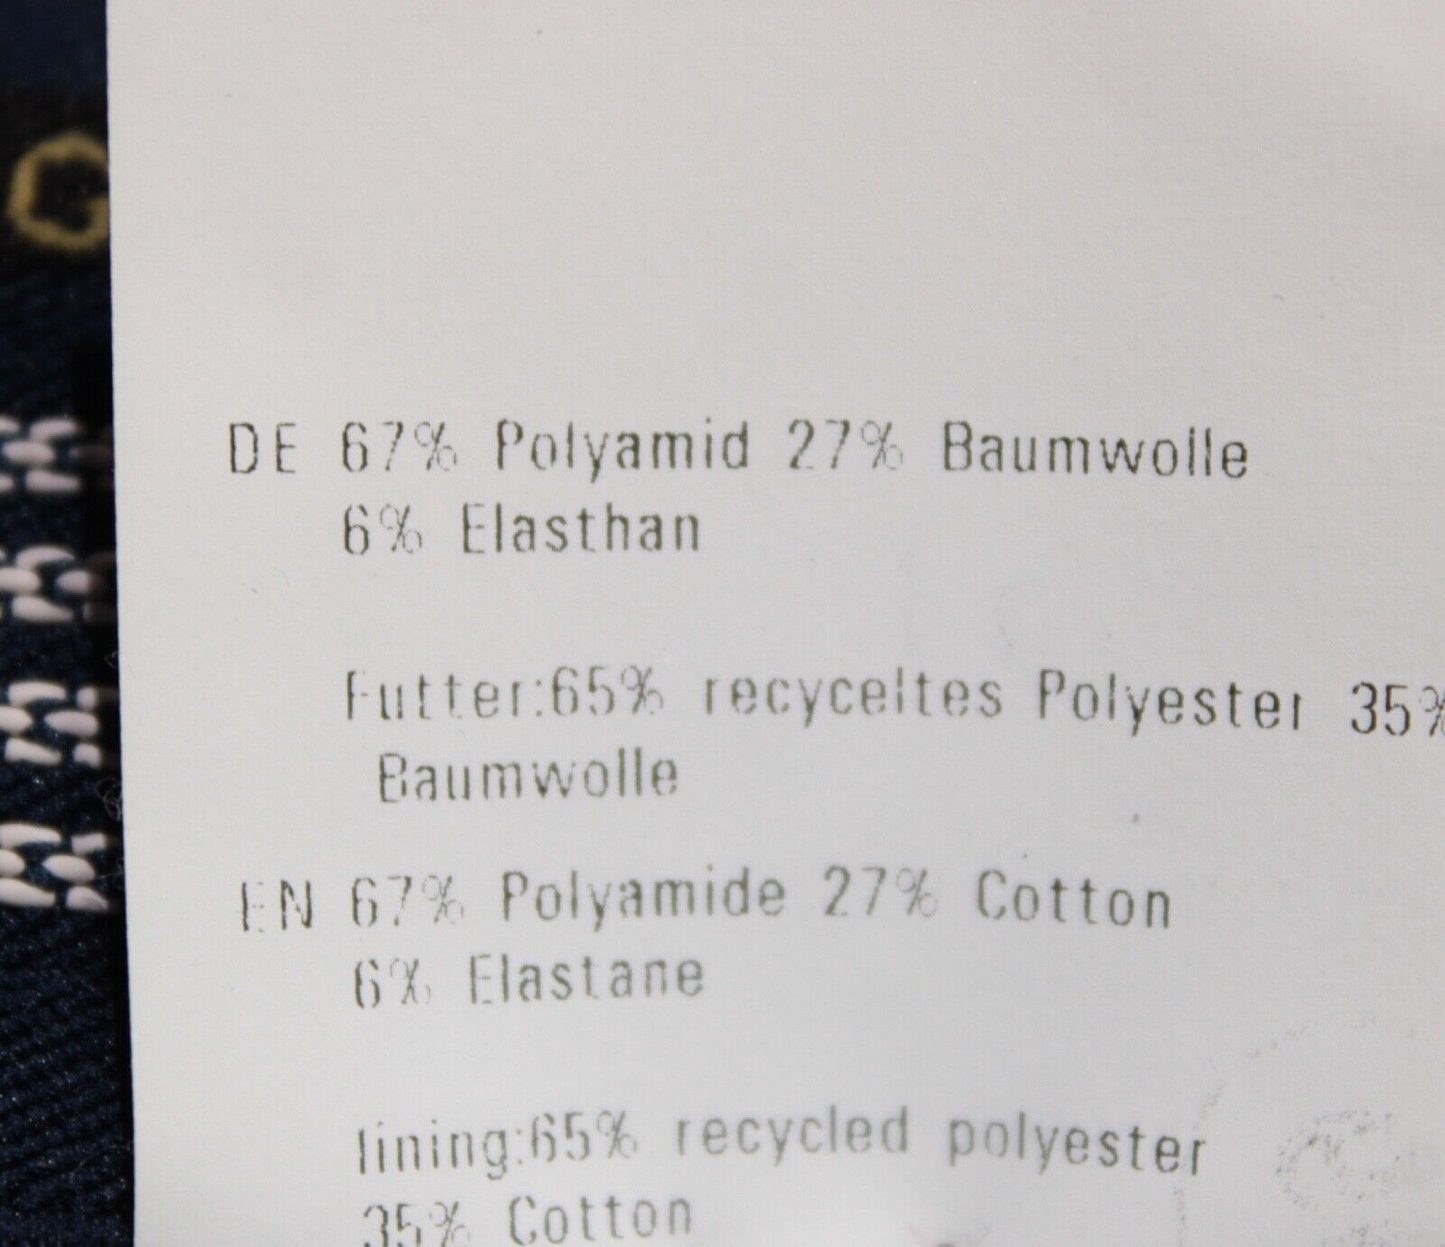 G
DE 67% Polyamid 27% Baumwolle
6% Elasthan
Futter:65% recyceltes Polyester 35%
Baumwolle
EN 67% Polyamide 27% Cotton
6% Elastane
lining:65% recycled polyester
35% Cotton